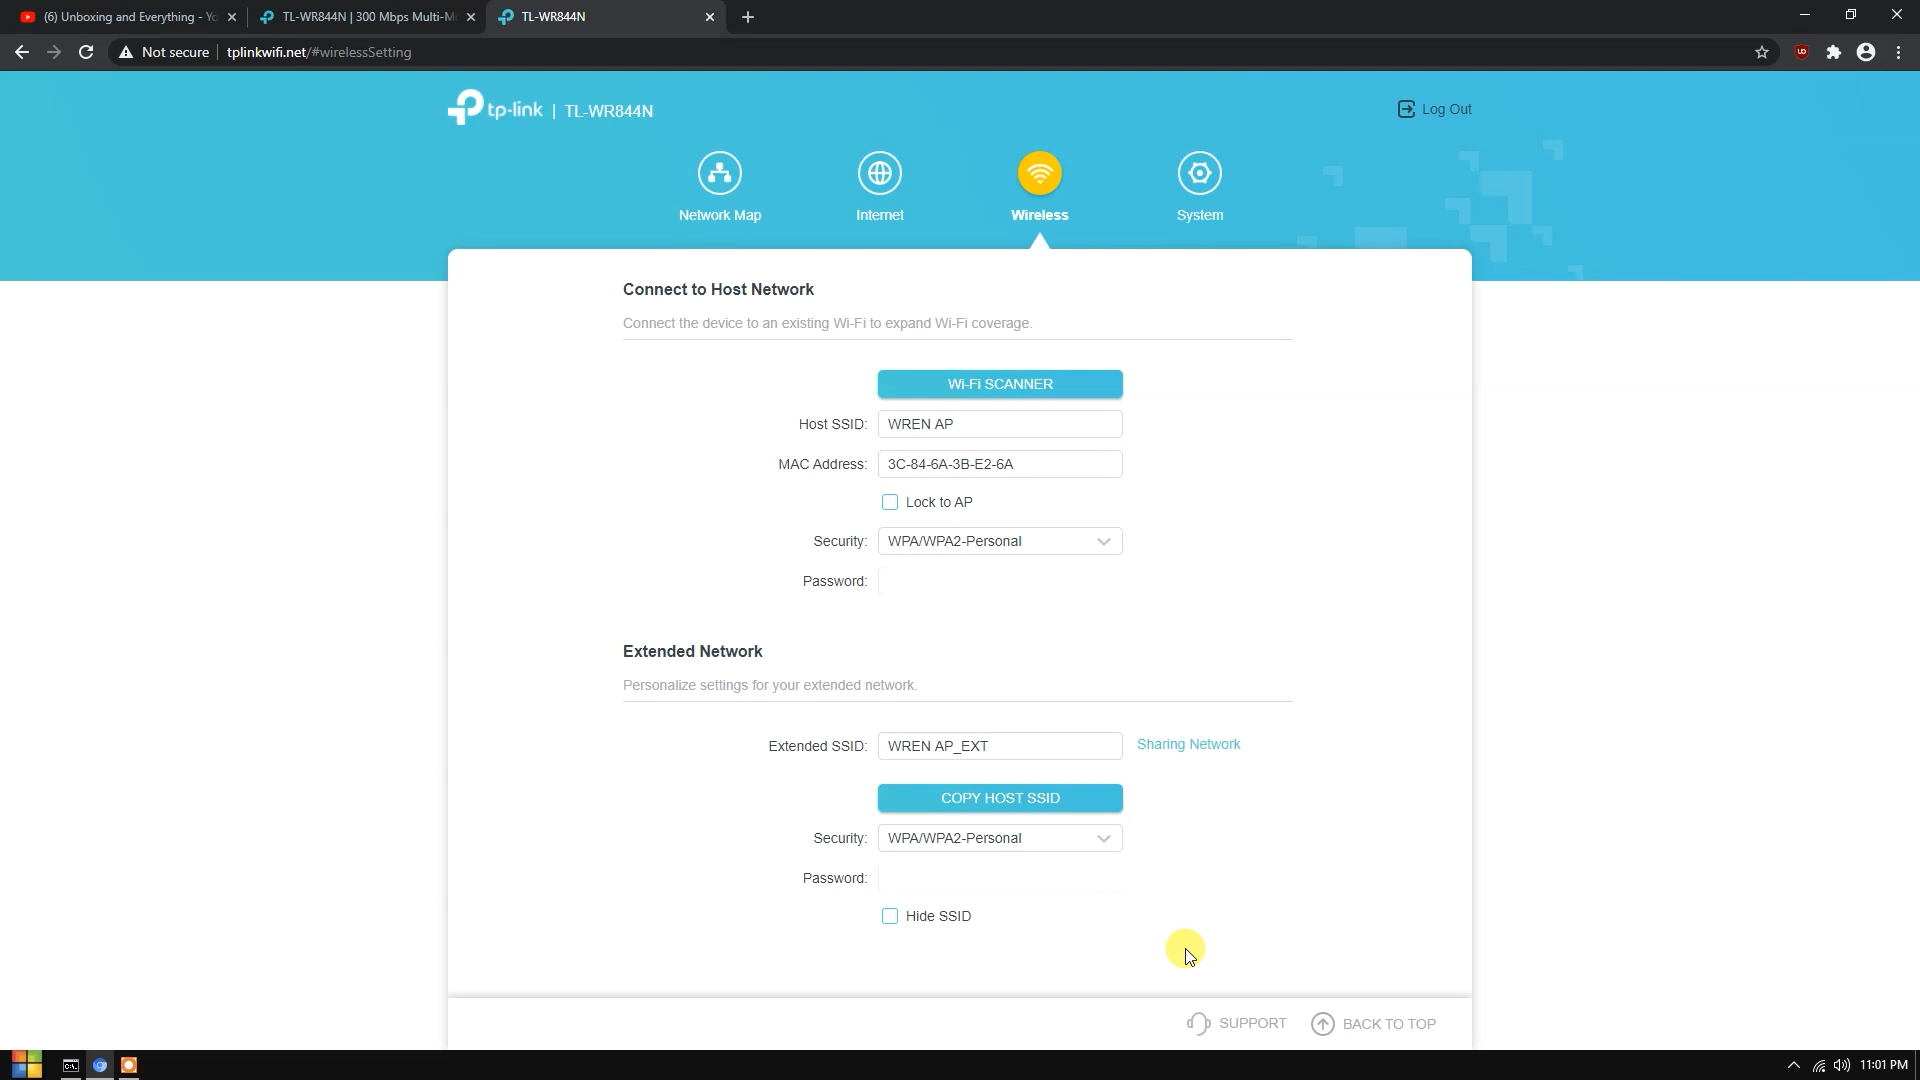 (6) Unboxing and Everything - Yo
TL-WR844N | 300 Mbps Multi-Mo
TL-WR844N
Not secure
tplinkwifi.net/#wirelessSetting
tp-link | TL-WR844N
Log Out
Network Map
Internet
Wireless
System
Connect to Host Network
Connect the device to an existing Wi-Fi to expand Wi-Fi coverage.
Wi-Fi SCANNER
Host SSID: WREN AP
MAC Address: 3C-84-6A-3B-E2-6A
Lock to AP
Security: WPA/WPA2-Personal
Password:
Extended Network
Personalize settings for your extended network.
Extended SSID: WREN AP_EXT Sharing Network
COPY HOST SSID
Security: WPA/WPA2-Personal
Password:
Hide SSID
SUPPORT
BACK TO TOP
11:01 PM